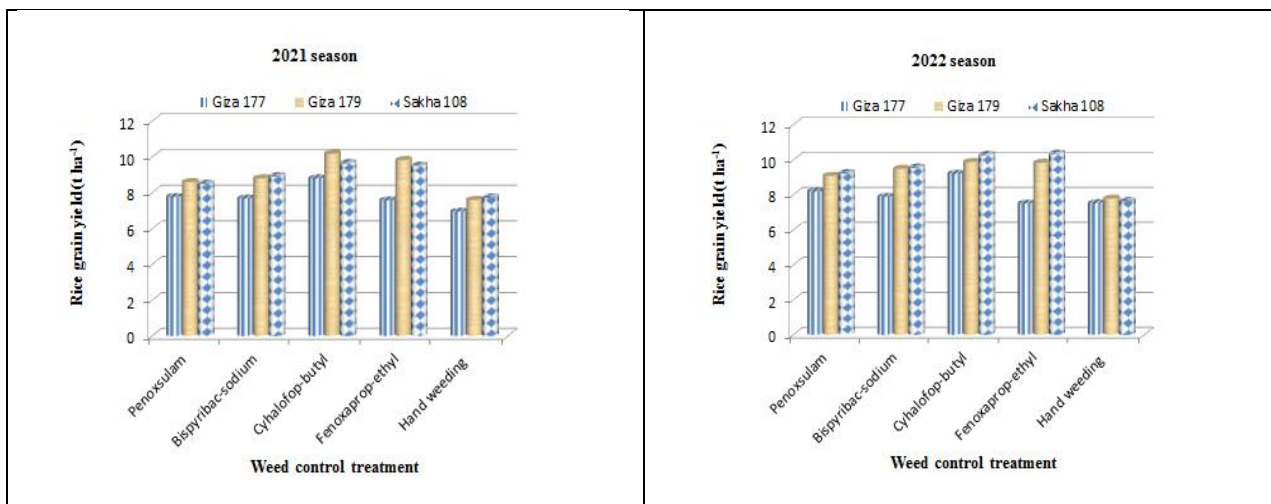 2021 season
Giza 177 Giza 179 Sakha 108
Rice grain yield(t ha⁻¹)
12
10
8
6
4
2
0
Penoxsulam
Bispyribac-sodium
Cyhalofop-butyl
Fenoxaprop-ethyl
Hand weeding
Weed control treatment
2022 season
Giza 177 Giza 179 Sakha 108
Rice grain yield(t ha⁻¹)
12
10
8
6
4
2
0
Penoxsulam
Bispyribac-sodium
Cyhalofop-butyl
Fenoxaprop-ethyl
Hand weeding
Weed control treatment